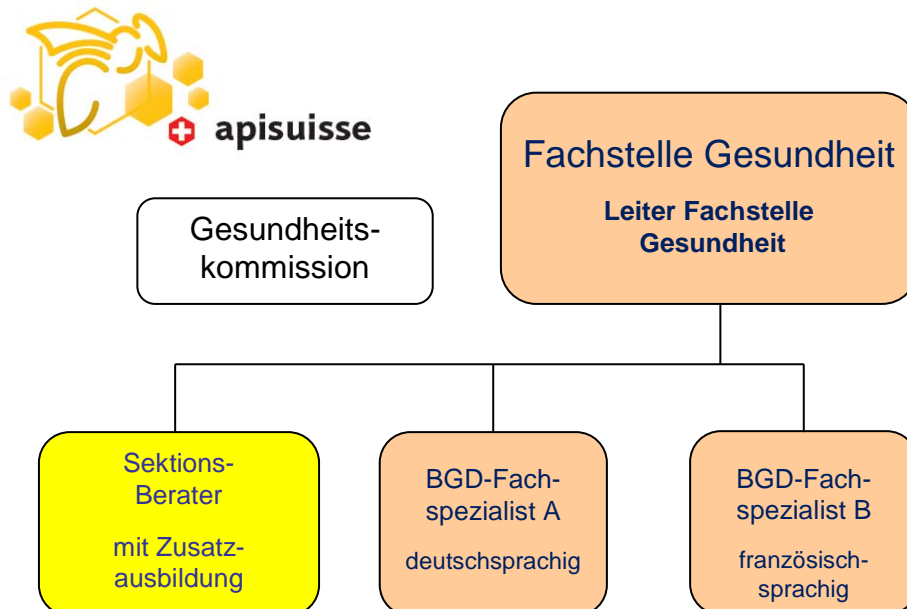 apisuisse
Fachstelle Gesundheit
Leiter Fachstelle
Gesundheit
Gesundheits-
kommission
Sektions-
Berater
mit Zusatz-
ausbildung
BGD-Fach-
spezialist A
deutschsprachig
BGD-Fach-
spezialist B
französisch-
sprachig